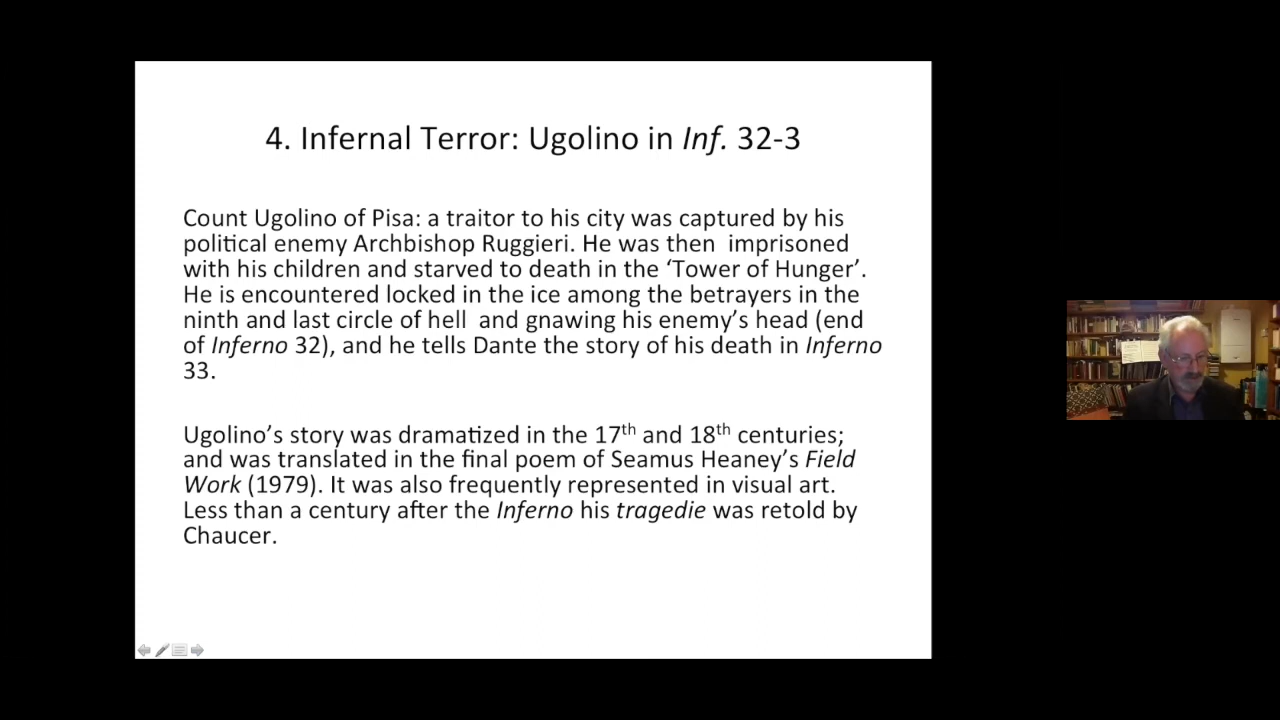 4. Infernal Terror: Ugolino in Inf. 32-3
Count Ugolino of Pisa: a traitor to his city was captured by his
political enemy Archbishop Ruggieri. He was then  imprisoned
with his children and starved to death in the ‘Tower of Hunger’.
He is encountered locked in the ice among the betrayers in the
ninth and last circle of hell  and gnawing his enemy’s head (end
of Inferno 32), and he tells Dante the story of his death in Inferno
33.
Ugolino’s story was dramatized in the 17th and 18th centuries;
and was translated in the final poem of Seamus Heaney’s Field
Work (1979). It was also frequently represented in visual art.
Less than a century after the Inferno his tragedie was retold by
Chaucer.